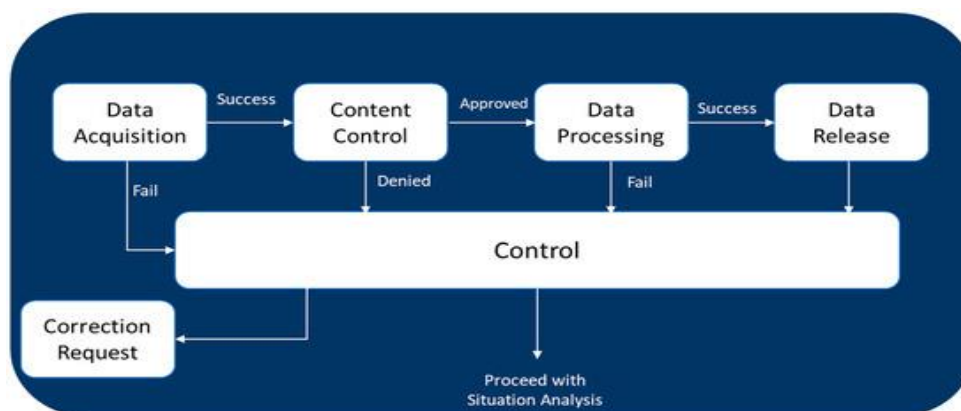 Data
Acquisition
Success
Content
Control
Approved
Data
Processing
Success
Data
Release
Fail
Denied
Fail
Control
Correction
Request
Proceed with
Situation Analysis